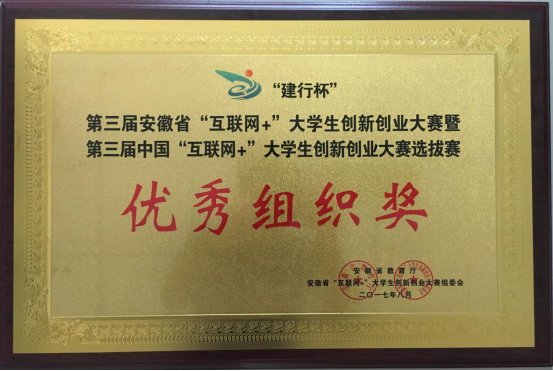 “建行杯”
第三届安徽省“互联网+”大学生创新创业大赛暨
第三届中国“互联网+”大学生创新创业大赛选拔赛
优秀组织奖
安徽省教育厅
安徽省“互联网+”大学生创新创业大赛组委会
二〇一七年八月